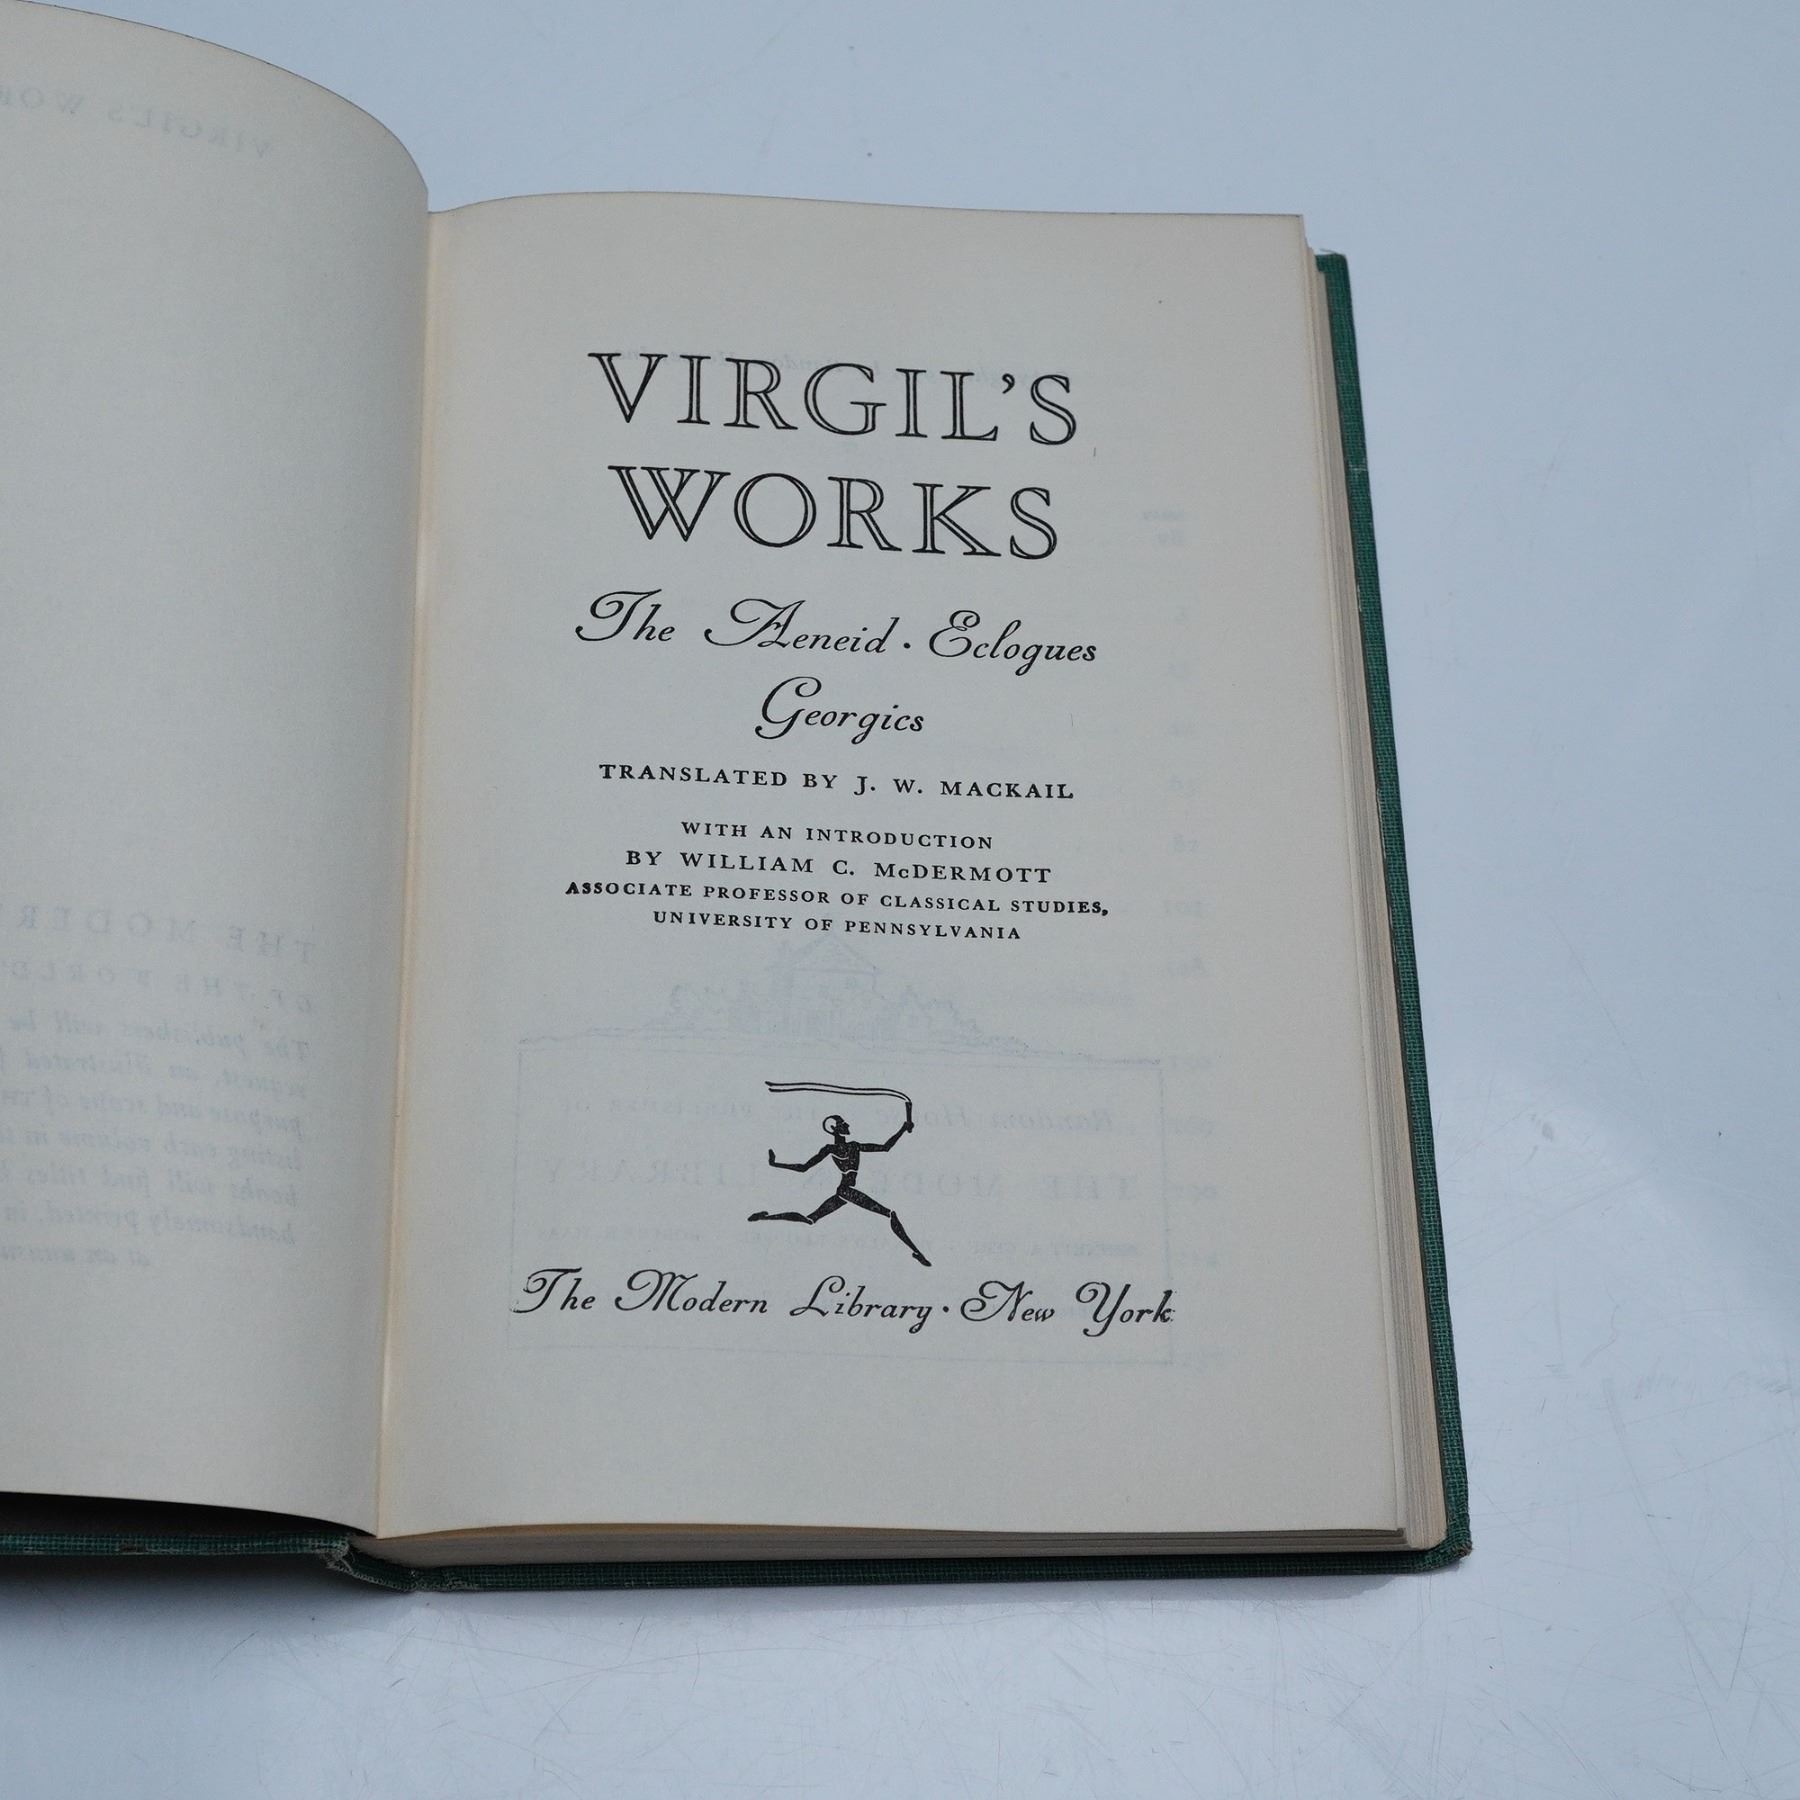 VIRGIL'S
WORKS
The Aeneid · Eclogues
Georgics
TRANSLATED BY J. W. MACKAIL
WITH AN INTRODUCTION
BY WILLIAM C. McDERMOTT
ASSOCIATE PROFESSOR OF CLASSICAL STUDIES,
UNIVERSITY OF PENNSYLVANIA
The Modern Library · New York